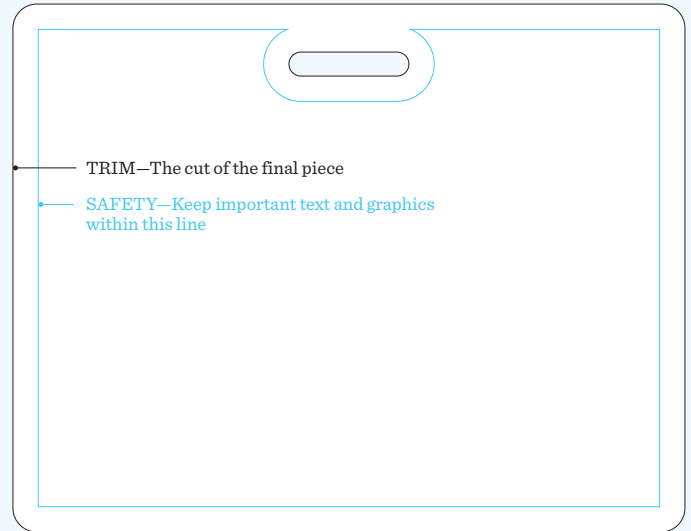 TRIM—The cut of the final piece
SAFETY—Keep important text and graphics
within this line